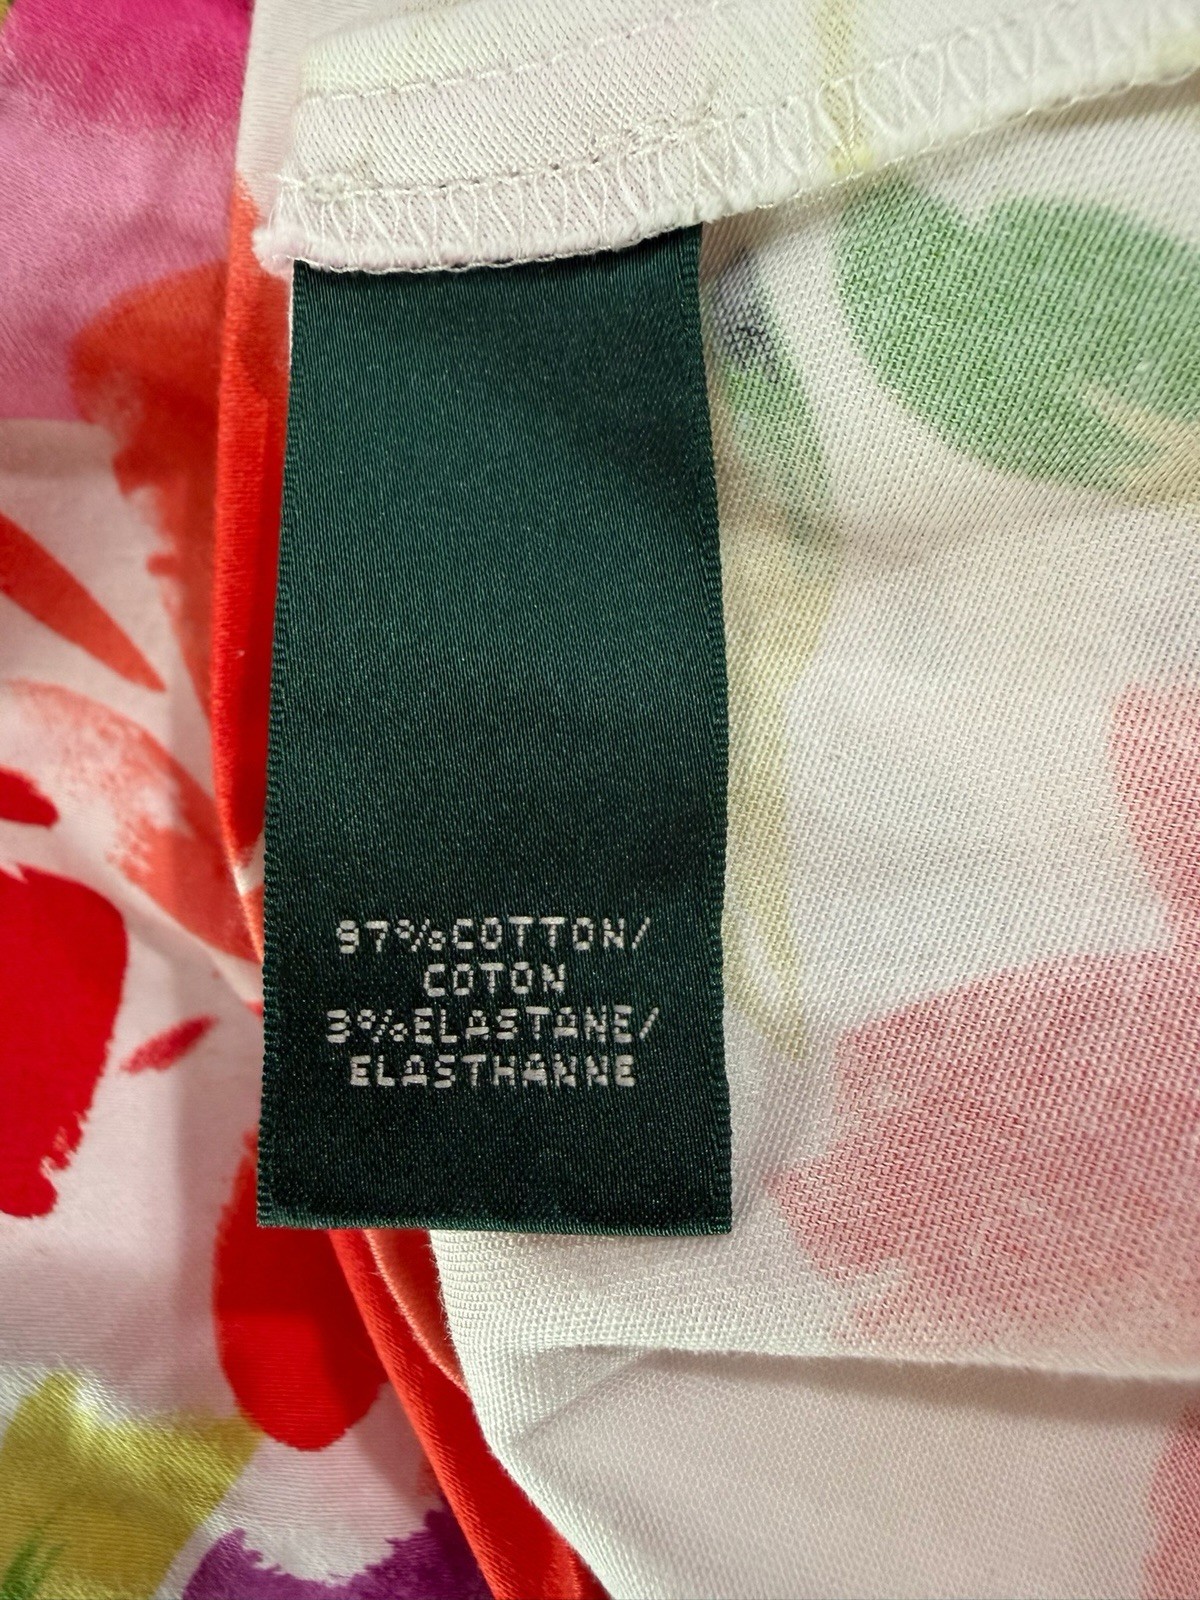 97%COTTON/
COTON
3%ELASTANE/
ELASTHANNE